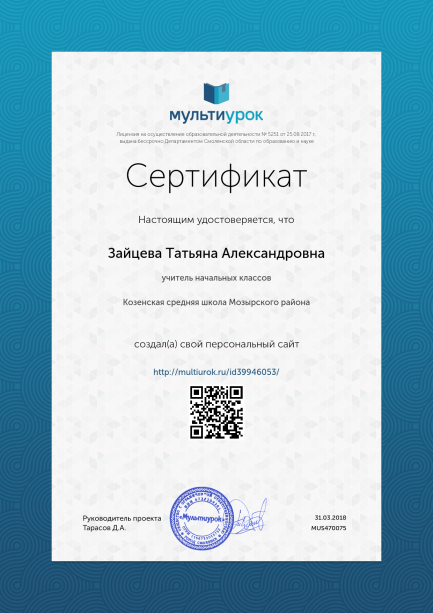 мультиурок
Лицензия на осуществление образовательной деятельности № 5251 от 25.08.2017 г.,
выдана бессрочно Департаментом Смоленской области по образованию и науке
Сертификат
Настоящим удостоверяется, что
Зайцева Татьяна Александровна
учитель начальных классов
Козенская средняя школа Мозырского района
создал(а) свой персональный сайт
http://multiurok.ru/id39946053/
Руководитель проекта
Тарасов Д.А.
«Мультиурок»
31.03.2018
MUS470075